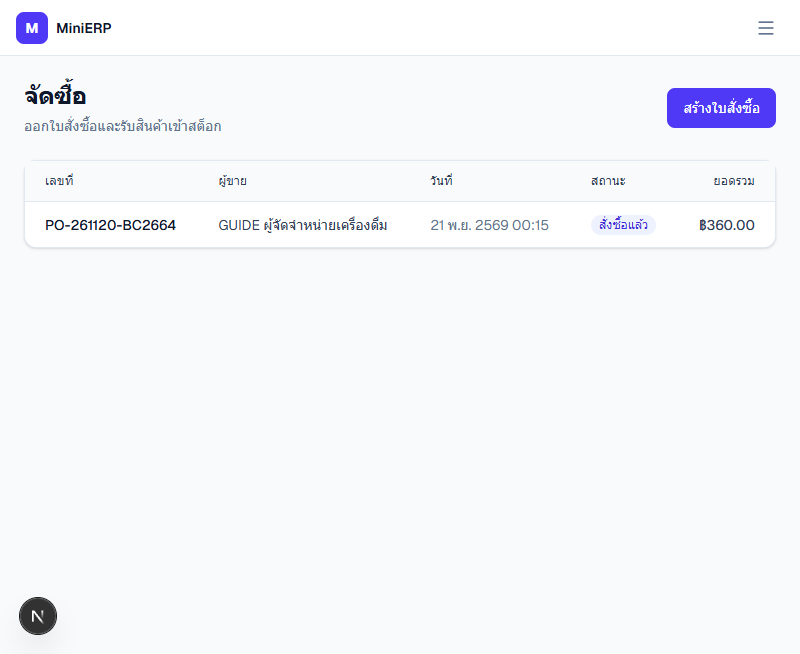 M MiniERP
จัดซื้อ
ออกใบสั่งซื้อและรับสินค้าเข้าสต็อก
สร้างใบสั่งซื้อ
เลขที่ ผู้ขาย วันที่ สถานะ ยอดรวม
PO-261120-BC2664 GUIDE ผู้จัดจำหน่ายเครื่องดื่ม 21 พ.ย. 2569 00:15 สั่งซื้อแล้ว ฿360.00
N